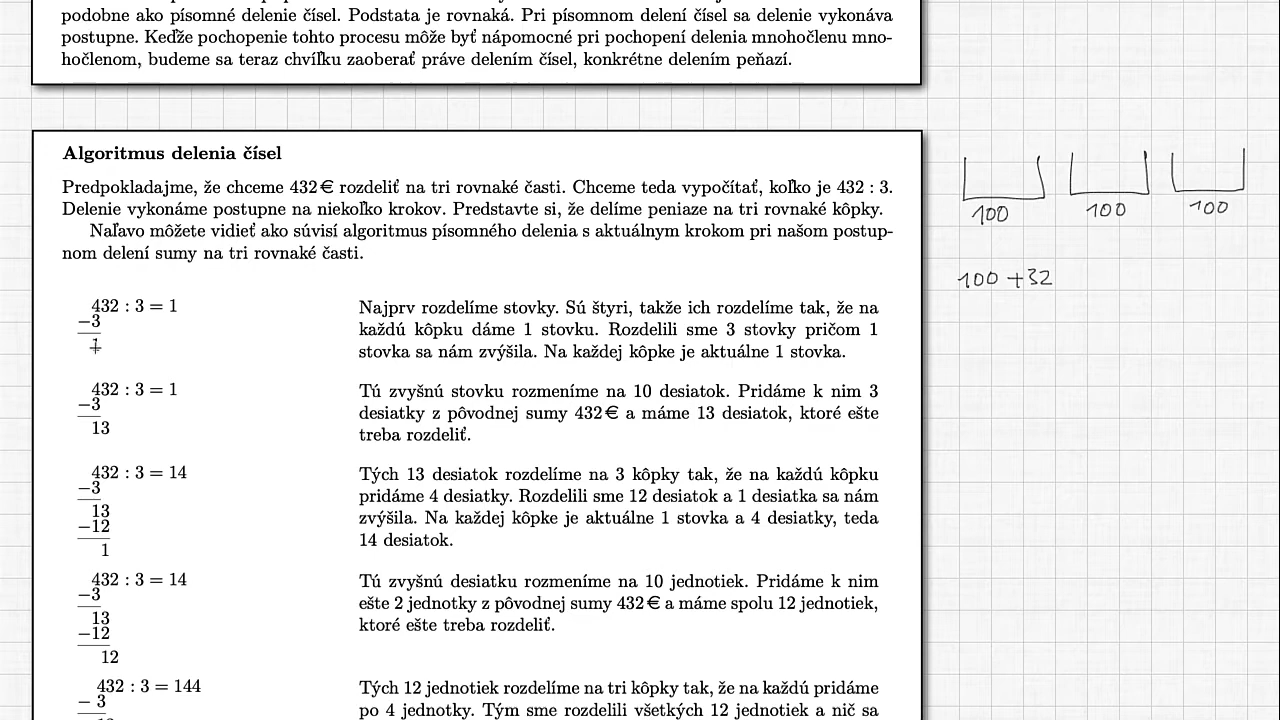 podobne ako písomné delenie čísel. Podstata je rovnaká. Pri písomnom delení čísel sa delenie vykonáva
postupne. Keďže pochopenie tohto procesu môže byť nápomocné pri pochopení delenia mnohočlenu mno-
hočlenom, budeme sa teraz chvíľku zaoberať práve delením čísel, konkrétne delením peňazí.
Algoritmus delenia čísel
Predpokladajme, že chceme 432 € rozdeliť na tri rovnaké časti. Chceme teda vypočítať, koľko je 432 : 3.
Delenie vykonáme postupne na niekoľko krokov. Predstavte si, že delíme peniaze na tri rovnaké kôpky.
Naľavo môžete vidieť ako súvisí algoritmus písomného delenia s aktuálnym krokom pri našom postup-
nom delení sumy na tri rovnaké časti.
432 : 3 = 1
−3
1
Najprv rozdelíme stovky. Sú štyri, takže ich rozdelíme tak, že na
každú kôpku dáme 1 stovku. Rozdelili sme 3 stovky pričom 1
stovka sa nám zvýšila. Na každej kôpke je aktuálne 1 stovka.
432 : 3 = 1
−3
13
Tú zvyšnú stovku rozmeníme na 10 desiatok. Pridáme k nim 3
desiatky z pôvodnej sumy 432 € a máme 13 desiatok, ktoré ešte
treba rozdeliť.
432 : 3 = 14
−3
13
−12
1
Tých 13 desiatok rozdelíme na 3 kôpky tak, že na každú kôpku
pridáme 4 desiatky. Rozdelili sme 12 desiatok a 1 desiatka sa nám
zvýšila. Na každej kôpke je aktuálne 1 stovka a 4 desiatky, teda
14 desiatok.
432 : 3 = 14
−3
13
−12
12
Tú zvyšnú desiatku rozmeníme na 10 jednotiek. Pridáme k nim
ešte 2 jednotky z pôvodnej sumy 432 € a máme spolu 12 jednotiek,
ktoré ešte treba rozdeliť.
432 : 3 = 144
− 3
Tých 12 jednotiek rozdelíme na tri kôpky tak, že na každú pridáme
po 4 jednotky. Tým sme rozdelili všetkých 12 jednotiek a nič sa
100 100 100
100 + 32